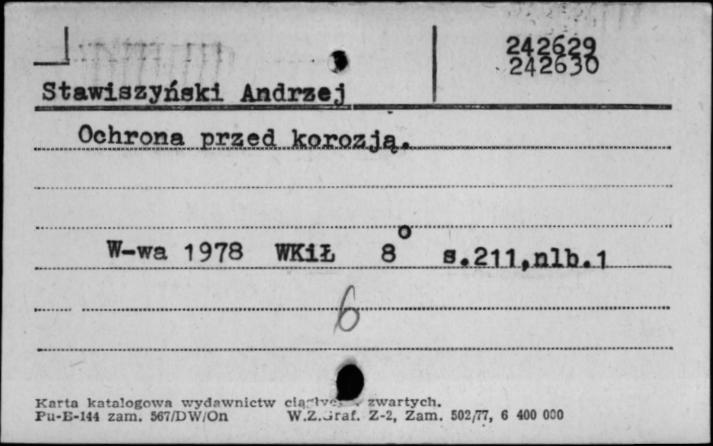 242629
242630
Stawiszyński Andrzej
Ochrona przed korozją.
W-wa 1978 WKiŁ 8° s.211,nlb.1
6
Karta katalogowa wydawnictw zwartych.
Pu-B-144 zam. 567/DW/On W.Z.Graf. Z-2, Zam. 502/77, 6 400 000